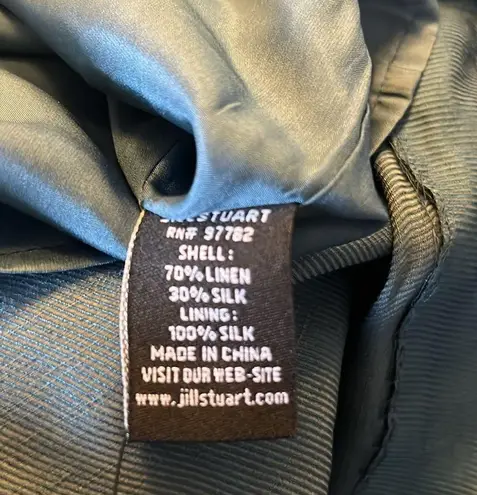 JILLSTUART
RN# 97782
SHELL:
70% LINEN
30% SILK
LINING:
100% SILK
MADE IN CHINA
VISIT OUR WEB-SITE
www.jillstuart.com